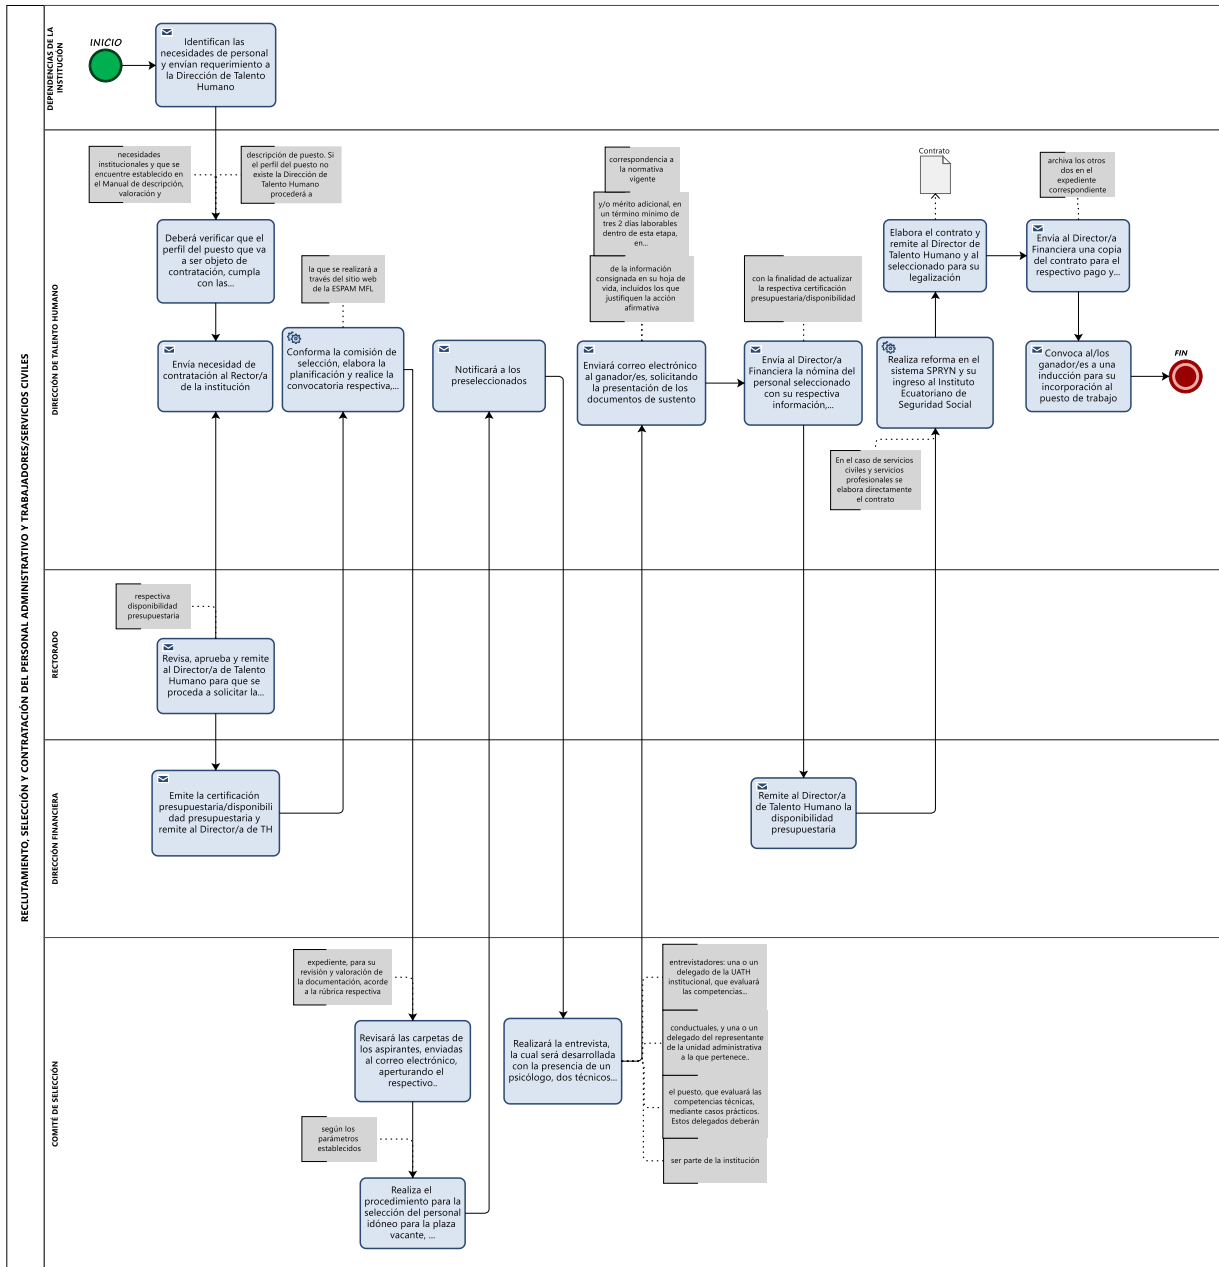 RECLUTAMIENTO, SELECCIÓN Y CONTRATACIÓN DEL PERSONAL ADMINISTRATIVO Y TRABAJADORES/SERVICIOS CIVILES
DEPENDENCIAS DE LA
INSTITUCIÓN
INICIO
Identifican las
necesidades de personal
y envían requerimiento a
la Dirección de Talento
Humano
DIRECCIÓN DE TALENTO HUMANO
necesidades
institucionales y que se
encuentre establecido en
el Manual de descripción,
valoración y
descripción de puesto. Si
el perfil del puesto no
existe la Dirección de
Talento Humano
procederá a
Deberá verificar que el
perfil del puesto que va
a ser objeto de
contratación, cumpla
con las...
Envía necesidad de
contratación al Rector/a
de la institución
la que se realizará a
través del sitio web
de la ESPAM MFL
Conforma la comisión de
selección, elabora la
planificación y realice la
convocatoria respectiva,...
Notificará a los
preseleccionados
correspondencia a
la normativa
vigente
y/o mérito adicional, en
un término mínimo de
tres 2 días laborables
dentro de esta etapa,
en...
de la información
consignada en su hoja de
vida, incluidos los que
justifiquen la acción
afirmativa
Enviará correo electrónico
al ganador/es, solicitando
la presentación de los
documentos de sustento
con la finalidad de actualizar
la respectiva certificación
presupuestaria/disponibilidad
Envía al Director/a
Financiera la nómina del
personal seleccionado
con su respectiva
información,...
Contrato
Elabora el contrato y
remite al Director de
Talento Humano y al
seleccionado para su
legalización
Realiza reforma en el
sistema SPRYN y su
ingreso al Instituto
Ecuatoriano de
Seguridad Social
En el caso de servicios
civiles y servicios
profesionales se
elabora directamente
el contrato
archiva los otros
dos en el
expediente
correspondiente
Envía al Director/a
Financiera una copia
del contrato para el
respectivo pago y...
Convoca al/los
ganador/es a una
inducción para su
incorporación al
puesto de trabajo
FIN
RECTORADO
respectiva
disponibilidad
presupuestaria
Revisa, aprueba y remite
al Director/a de Talento
Humano para que se
proceda a solicitar la...
DIRECCIÓN FINANCIERA
Emite la certificación
presupuestaria/disponibili
dad presupuestaria y
remite al Director/a de TH
Remite al Director/a
de Talento Humano la
disponibilidad
presupuestaria
COMITÉ DE SELECCIÓN
expediente, para su
revisión y valoración de
la documentación, acorde
a la rúbrica respectiva
Revisará las carpetas de
los aspirantes, enviadas
al correo electrónico,
aperturando el
respectivo..
según los
parámetros
establecidos
Realiza el
procedimiento para la
selección del personal
idóneo para la plaza
vacante, ...
Realizará la entrevista,
la cual será desarrollada
con la presencia de un
psicólogo, dos técnicos...
entrevistadores: una o un
delegado de la UATH
institucional, que evaluará
las competencias...
conductuales, y una o un
delegado del representante
de la unidad administrativa
a la que pertenece..
el puesto, que evaluará las
competencias técnicas,
mediante casos prácticos.
Estos delegados deberán
ser parte de la institución